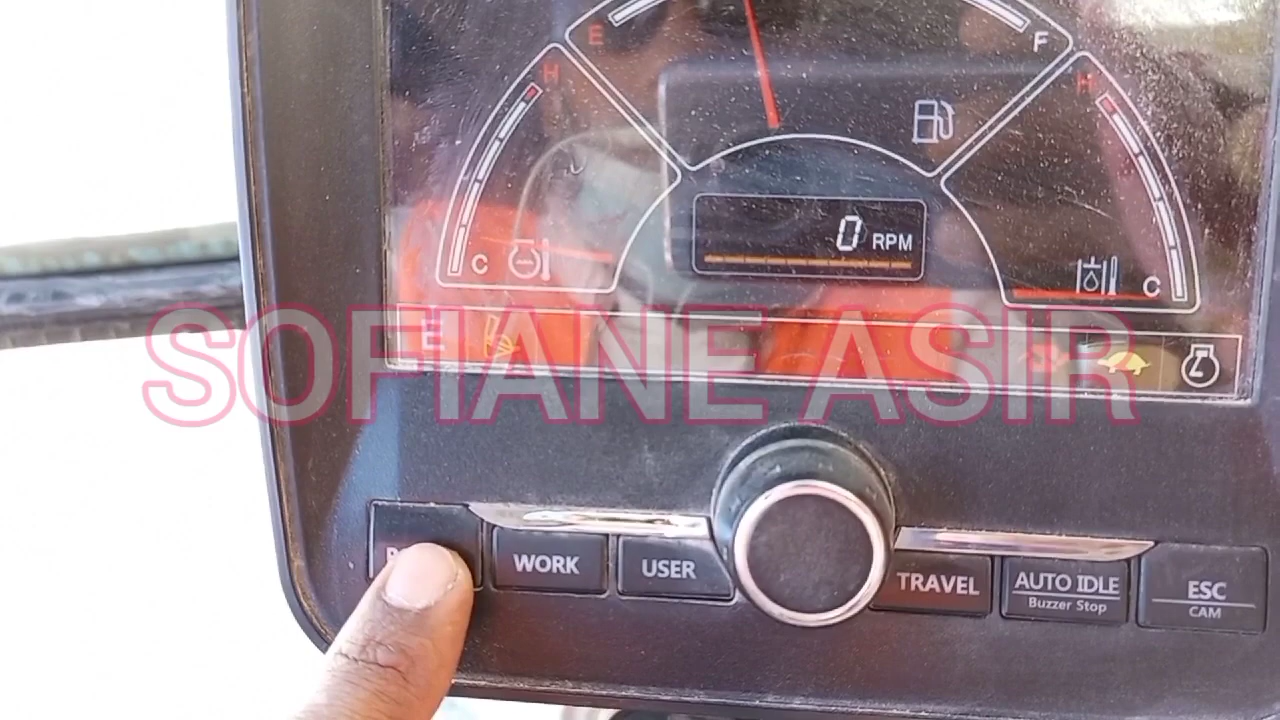 E
F
H
H
0 RPM
C
C
SOFIANE ASIR
E
WORK
USER
TRAVEL
AUTO IDLE
Buzzer Stop
ESC
CAM